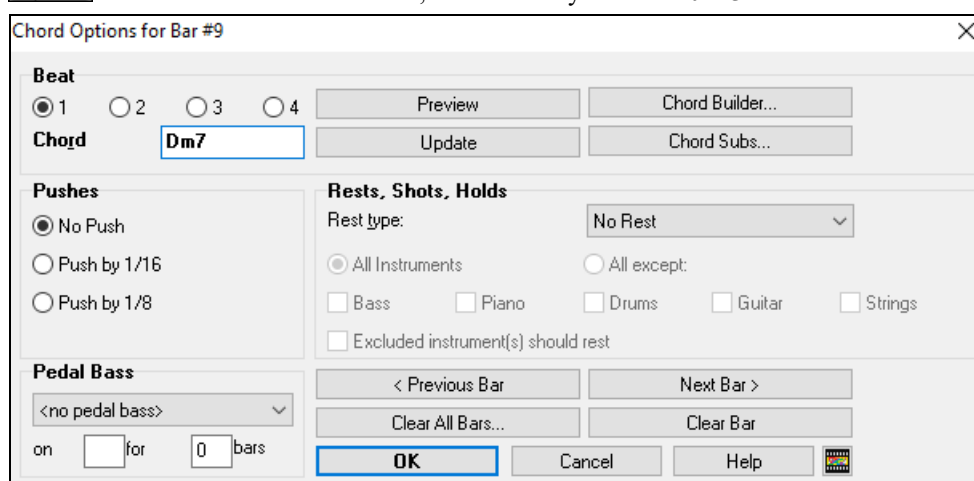 Chord Options for Bar #9
Beat
1 2 3 4 Preview Chord Builder...
Chord Dm7 Update Chord Subs...
Pushes Rests, Shots, Holds
No Push Rest type: No Rest
Push by 1/16 All Instruments All except:
Push by 1/8 Bass Piano Drums Guitar Strings
Excluded instrument(s) should rest
Pedal Bass < Previous Bar Next Bar >
<no pedal bass> Clear All Bars... Clear Bar
on for 0 bars OK Cancel Help